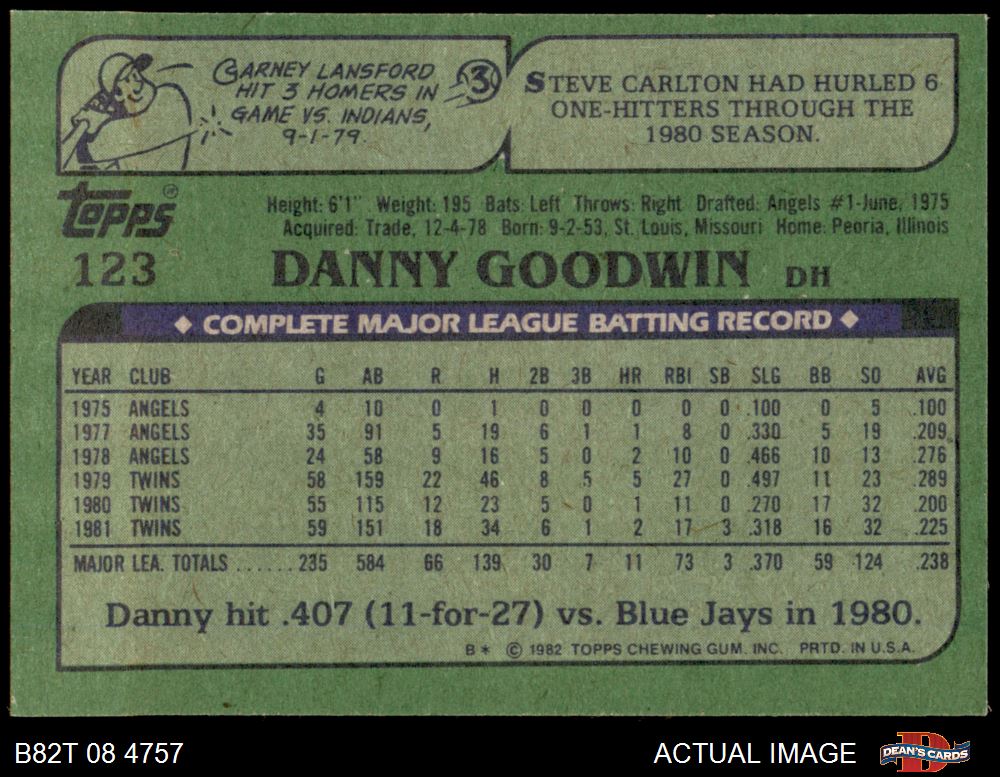 CARNEY LANSFORD
HIT 3 HOMERS IN
GAME VS. INDIANS,
9-1-79.
3
STEVE CARLTON HAD HURLED 6
ONE-HITTERS THROUGH THE
1980 SEASON.
topps®
Height: 6'1" Weight: 195 Bats: Left Throws: Right Drafted: Angels #1-June, 1975
Acquired: Trade, 12-4-78 Born: 9-2-53, St. Louis, Missouri Home: Peoria, Illinois
123 DANNY GOODWIN DH
◆ COMPLETE MAJOR LEAGUE BATTING RECORD ◆
YEAR CLUB G AB R H 2B 3B HR RBI SB SLG BB SO AVG
1975 ANGELS 4 10 0 1 0 0 0 0 0 .100 0 5 .100
1977 ANGELS 35 91 5 19 6 1 1 8 0 .330 5 19 .209
1978 ANGELS 24 58 9 16 5 0 2 10 0 .466 10 13 .276
1979 TWINS 58 159 22 46 8 5 5 27 0 .497 11 23 .289
1980 TWINS 55 115 12 23 5 0 1 11 0 .270 17 32 .200
1981 TWINS 59 151 18 34 6 1 2 17 3 .318 16 32 .225
MAJOR LEA. TOTALS ...... 235 584 66 139 30 7 11 73 3 .370 59 124 .238
Danny hit .407 (11-for-27) vs. Blue Jays in 1980.
B* © 1982 TOPPS CHEWING GUM, INC. PRTD. IN U.S.A.
B82T 08 4757 ACTUAL IMAGE DEAN'S CARDS